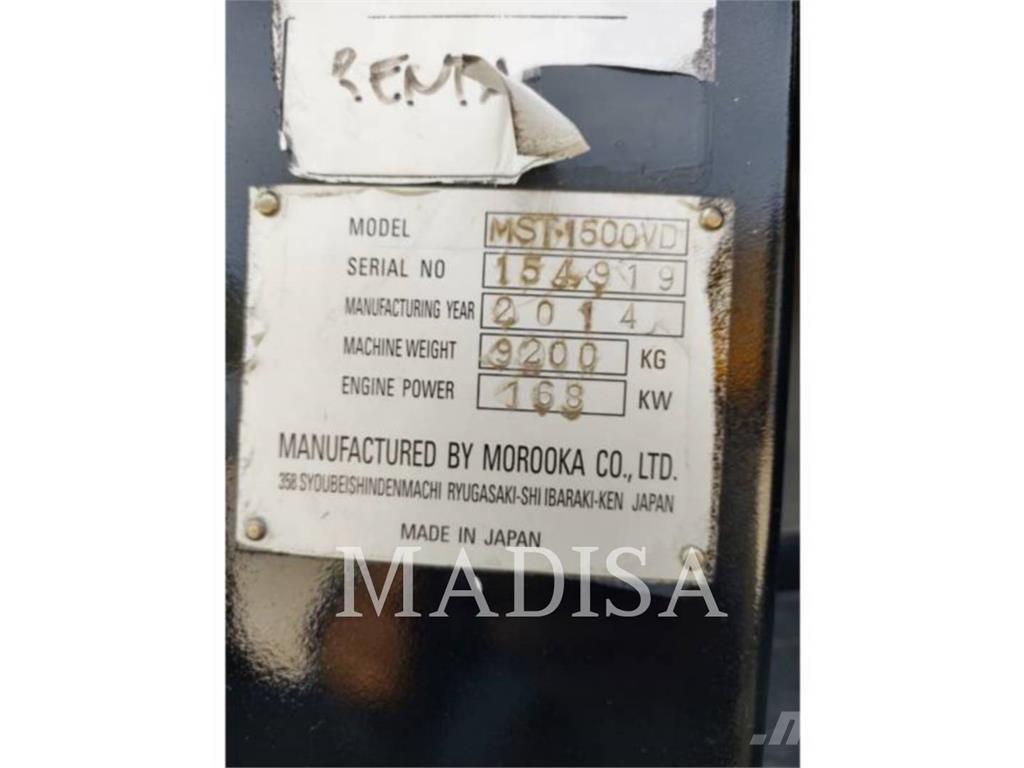 RENTA
MODEL MST-1500VD
SERIAL NO 154919
MANUFACTURING YEAR 2014
MACHINE WEIGHT 9200 KG
ENGINE POWER 168 KW
MANUFACTURED BY MOROOKA CO., LTD.
358 SYOUBEISHINDENMACHI RYUGASAKI-SHI IBARAKI-KEN JAPAN
MADE IN JAPAN
MADISA